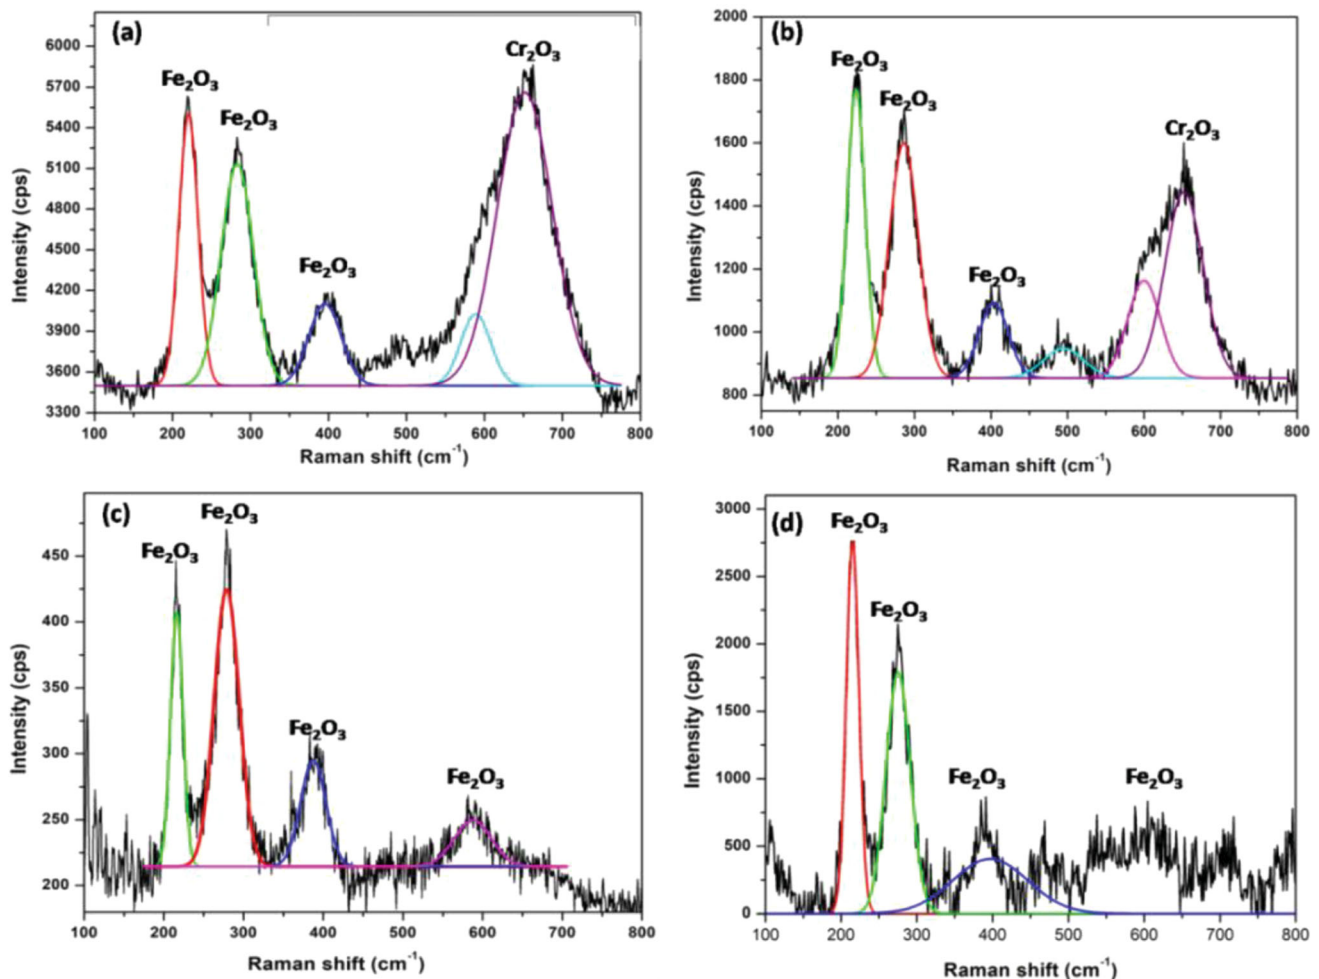 (a)
Fe₂O₃
Fe₂O₃
Fe₂O₃
Cr₂O₃
6000
5700
5400
5100
4800
4500
4200
3900
3600
3300
Intensity (cps)
100 200 300 400 500 600 700 800
Raman shift (cm⁻¹)
(b)
Fe₂O₃
Fe₂O₃
Fe₂O₃
Cr₂O₃
2000
1800
1600
1400
1200
1000
800
Intensity (cps)
100 200 300 400 500 600 700 800
Raman shift (cm⁻¹)
(c)
Fe₂O₃
Fe₂O₃
Fe₂O₃
Fe₂O₃
450
400
350
300
250
200
Intensity (cps)
100 200 300 400 500 600 700 800
Raman shift (cm⁻¹)
(d)
Fe₂O₃
Fe₂O₃
Fe₂O₃
Fe₂O₃
3000
2500
2000
1500
1000
500
0
Intensity (cps)
100 200 300 400 500 600 700 800
Raman shift (cm⁻¹)